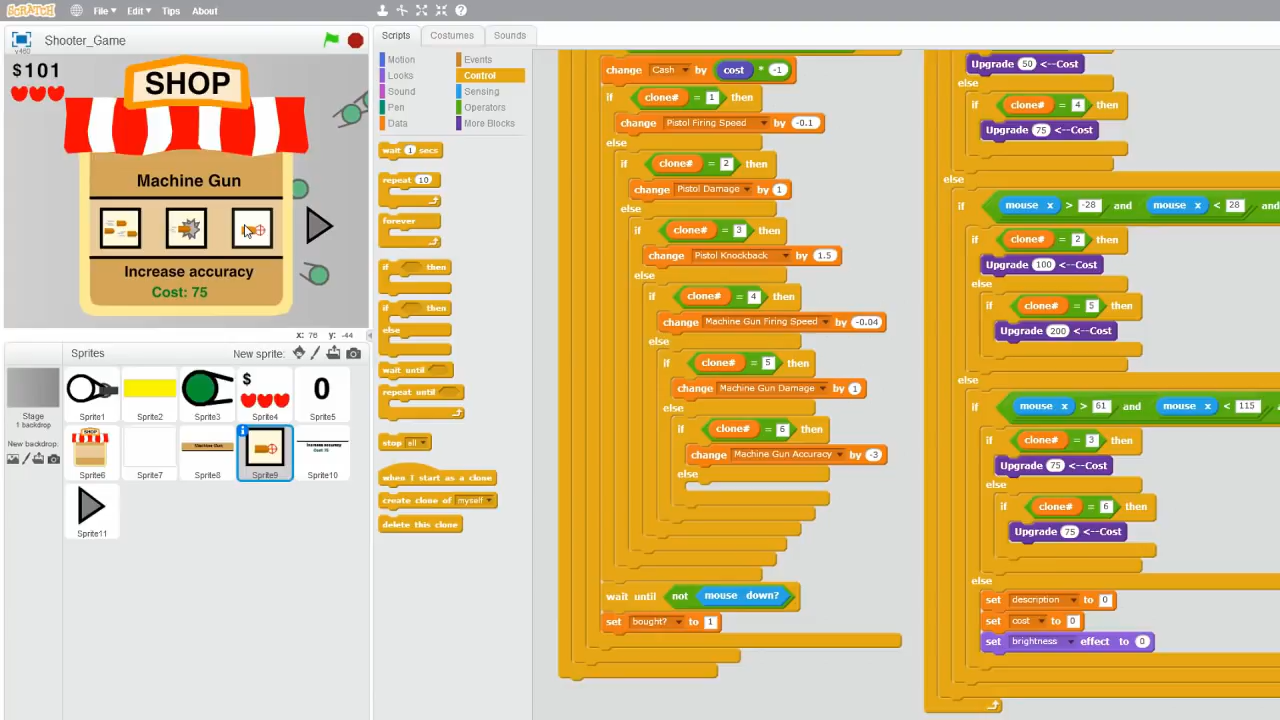 SCRATCH File Edit Tips About
Shooter_Game
v460
Scripts Costumes Sounds
$101
SHOP
Machine Gun
Increase accuracy
Cost: 75
x: 76 y: -44
Sprites New sprite:
Stage
1 backdrop
New backdrop:
Sprite1
Sprite2
Sprite3
$
Sprite4
0
Sprite5
SHOP
Sprite6
Sprite7
Machine Gun
Sprite8
Sprite9
Increase accuracy
Cost: 75
Sprite10
Sprite11
Motion Events
Looks Control
Sound Sensing
Pen Operators
Data More Blocks
wait 1 secs
repeat 10
forever
if then
if then
else
wait until
repeat until
stop all
when I start as a clone
create clone of myself
delete this clone
change Cash by cost * -1
if clone# = 1 then
change Pistol Firing Speed by -0.1
else
if clone# = 2 then
change Pistol Damage by 1
else
if clone# = 3 then
change Pistol Knockback by 1.5
else
if clone# = 4 then
change Machine Gun Firing Speed by -0.04
else
if clone# = 5 then
change Machine Gun Damage by 1
else
if clone# = 6 then
change Machine Gun Accuracy by -3
else
wait until not mouse down?
set bought? to 1
Upgrade 50 <--Cost
else
if clone# = 4 then
Upgrade 75 <--Cost
else
if mouse x > -28 and mouse x < 28 and
if clone# = 2 then
Upgrade 100 <--Cost
else
if clone# = 5 then
Upgrade 200 <--Cost
else
if mouse x > 61 and mouse x < 115 and
if clone# = 3 then
Upgrade 75 <--Cost
else
if clone# = 6 then
Upgrade 75 <--Cost
else
set description to 0
set cost to 0
set brightness effect to 0